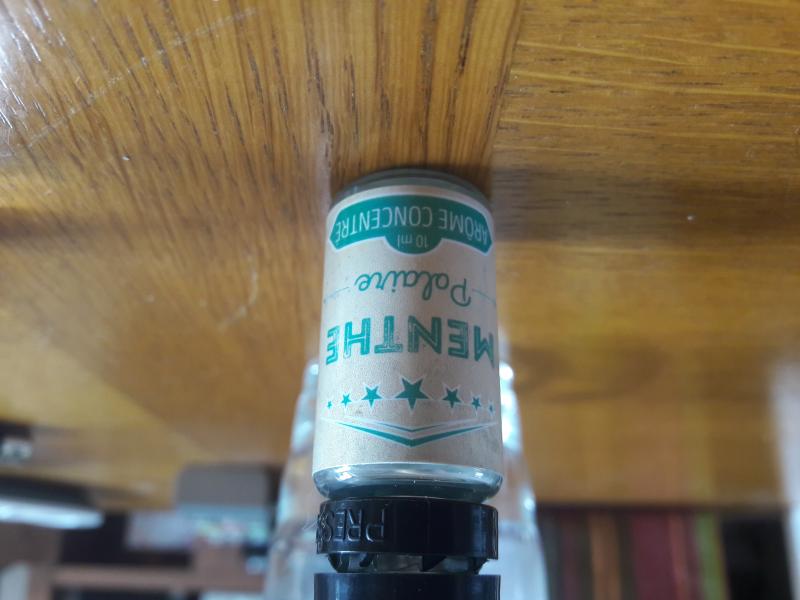 PRESS
MENTHE
Polaire
10 ml
ARÔME CONCENTRÉ